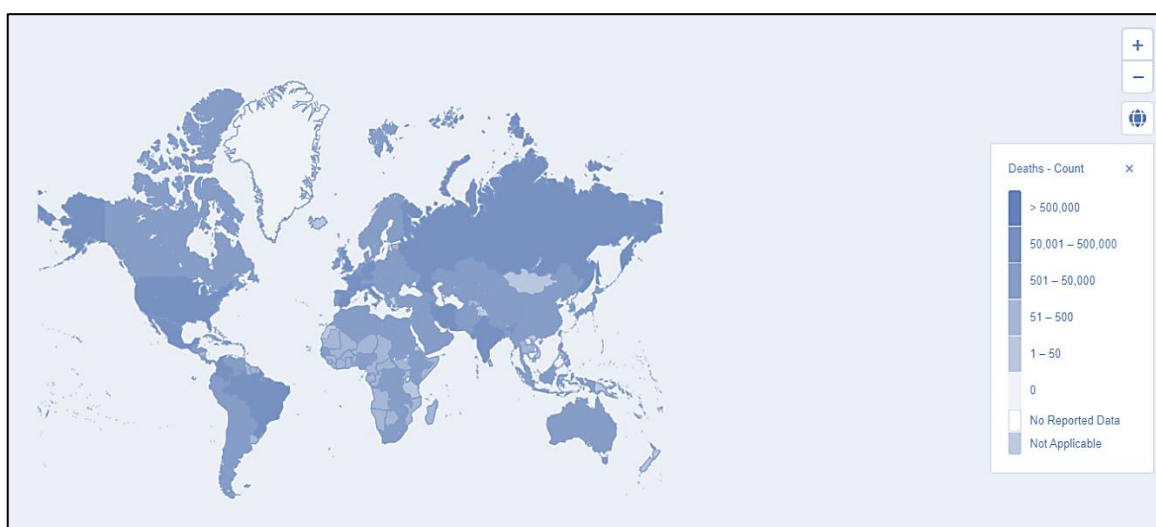 +
−
Deaths - Count ×
> 500,000
50,001 – 500,000
501 – 50,000
51 – 500
1 – 50
0
No Reported Data
Not Applicable